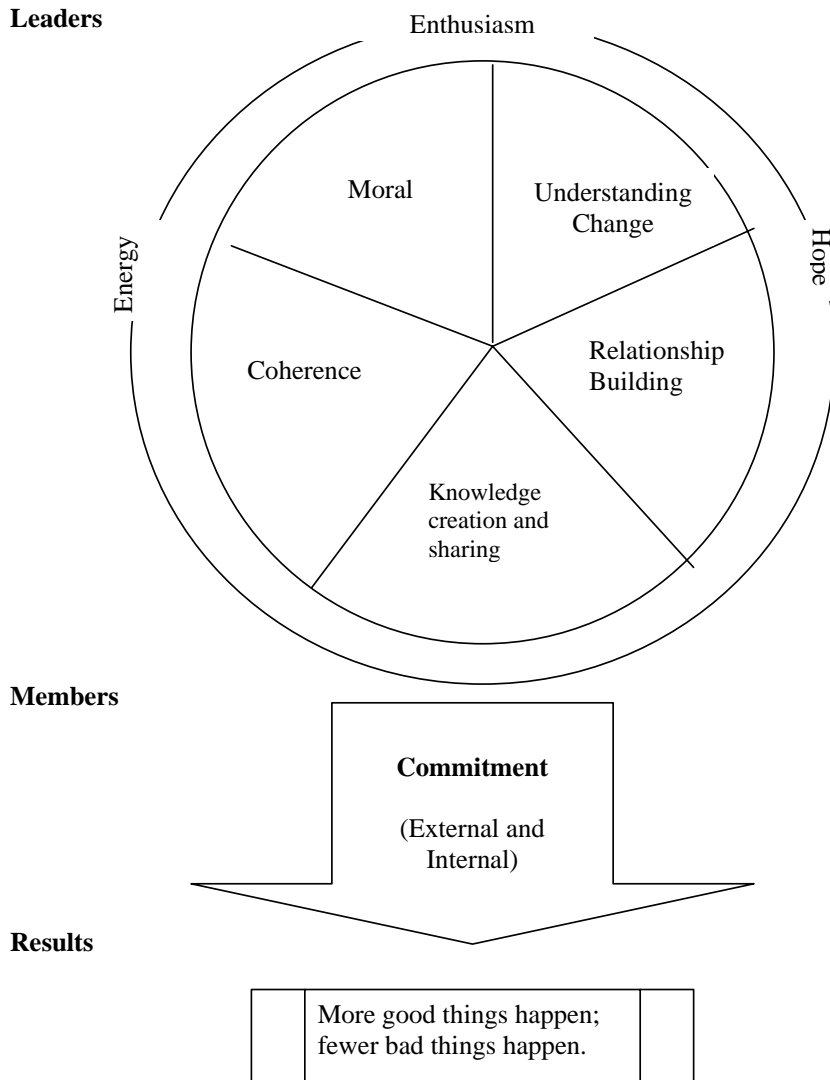 Leaders
Enthusiasm
Moral
Understanding
Change
Energy
Hope
Coherence
Relationship
Building
Knowledge
creation and
sharing
Members
Commitment
(External and
Internal)
Results
More good things happen;
fewer bad things happen.